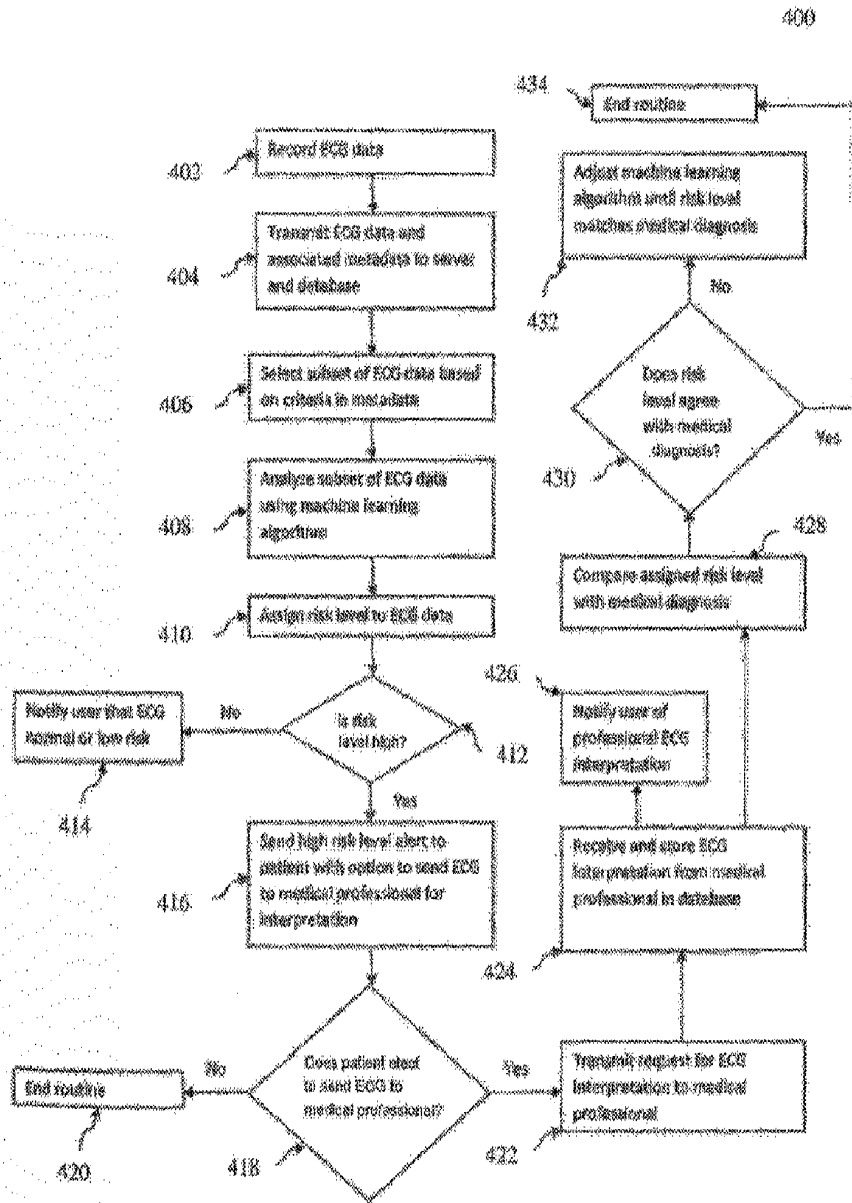 400
402
Record ECG data
404
Transmit ECG data and
associated metadata to server
and database
406
Select subset of ECG data based
on criteria in metadata
408
Analyze subset of ECG data
using machine learning
algorithm
410
Assign risk level to ECG data
Is risk
level high?
412
No
Notify user that ECG
normal or low risk
414
Yes
Send high risk level alert to
patient with option to send ECG
to medical professional for
interpretation
416
Does patient elect
to send ECG to
medical professional?
418
No
End routine
420
Yes
Transmit request for ECG
interpretation to medical
professional
422
Receive and store ECG
interpretation from medical
professional in database
424
426
Notify user of
professional ECG
interpretation
428
Compare assigned risk level
with medical diagnosis
Does risk
level agree
with medical
diagnosis?
430
No
Yes
Adjust machine learning
algorithm until risk level
matches medical diagnosis
432
434
End routine